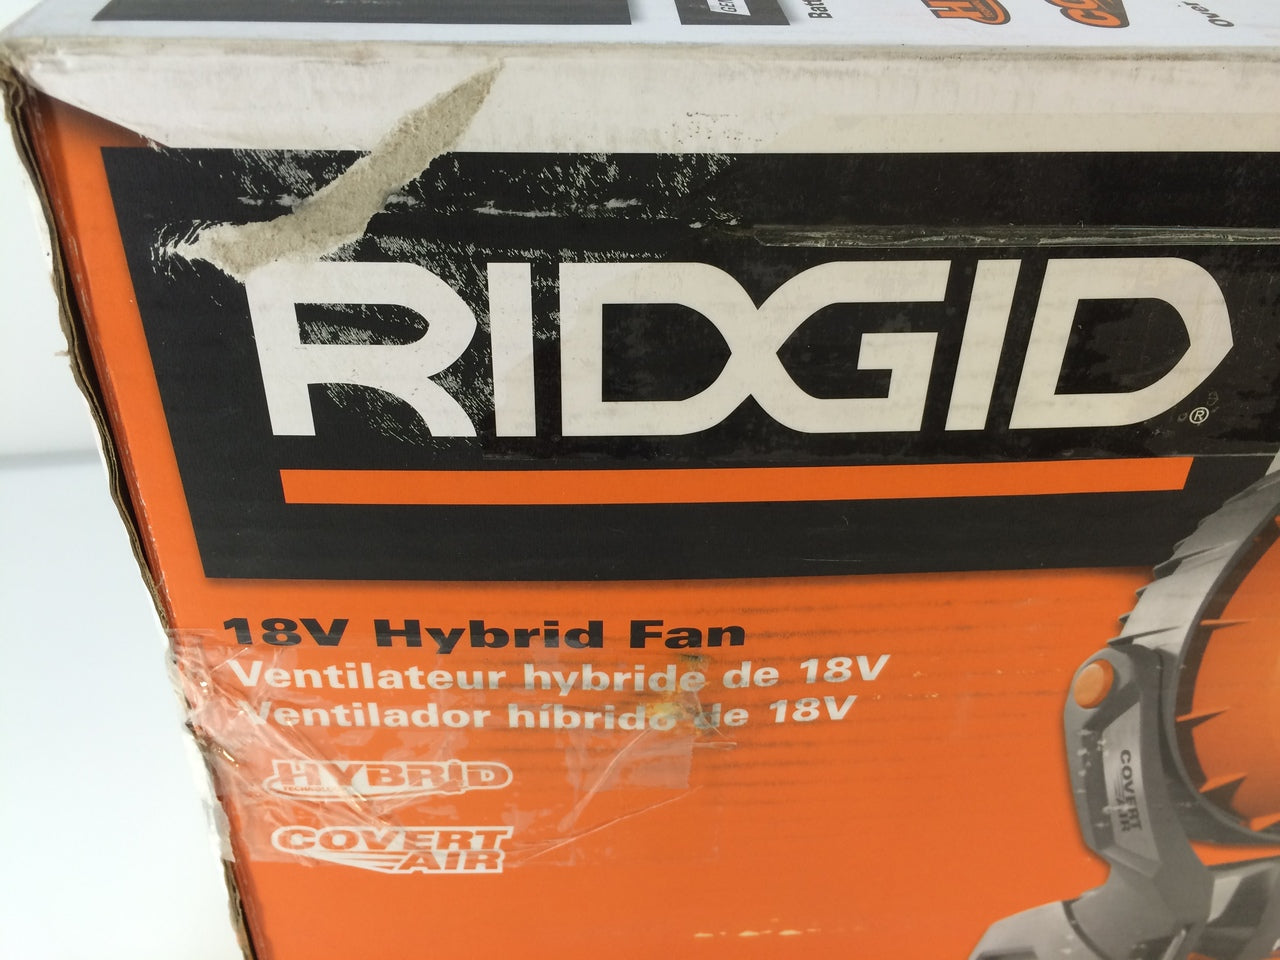 RIDGID®
18V Hybrid Fan
Ventilateur hybride de 18V
Ventilador híbrido de 18V
HYBRID
COVERT
AIR
COVERT
AIR